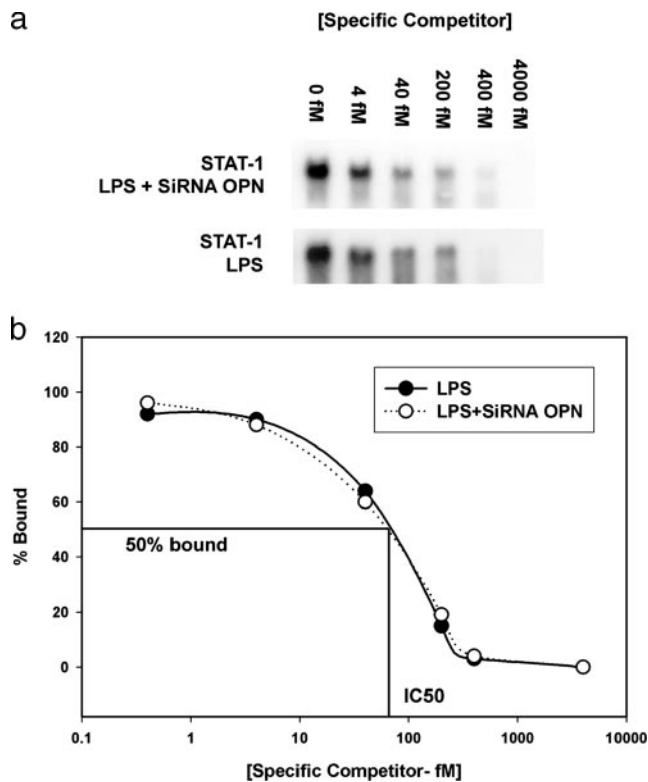 a
[Specific Competitor]
0 fM
4 fM
40 fM
200 fM
400 fM
4000 fM
STAT-1
LPS + SiRNA OPN
STAT-1
LPS
b
120
100
80
60
40
20
0
% Bound
LPS
LPS+SiRNA OPN
50% bound
IC50
0.1
1
10
100
1000
10000
[Specific Competitor- fM]